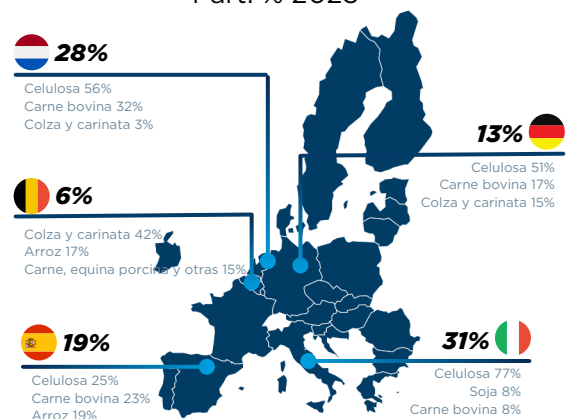 28%
Celulosa 56%
Carne bovina 32%
Colza y carinata 3%
13%
Celulosa 51%
Carne bovina 17%
Colza y carinata 15%
6%
Colza y carinata 42%
Arroz 17%
Carne, equina porcina y otras 15%
19%
Celulosa 25%
Carne bovina 23%
Arroz 19%
31%
Celulosa 77%
Soja 8%
Carne bovina 8%